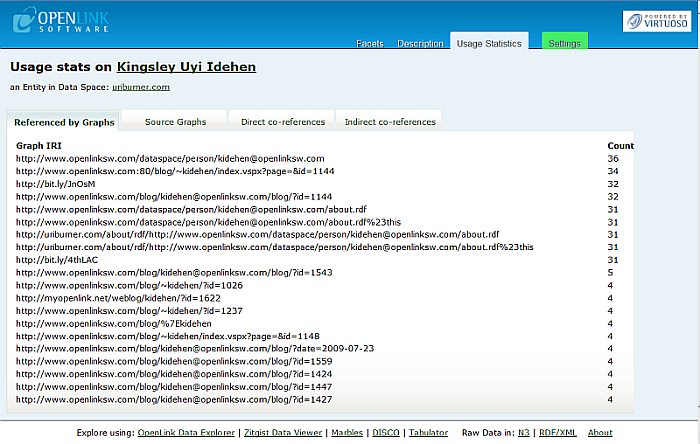 OPENLINK
SOFTWARE
POWERED BY
VIRTUOSO
Facets Description Usage Statistics Settings
Usage stats on Kingsley Uyi Idehen
an Entity in Data Space: uriburner.com
Referenced by Graphs Source Graphs Direct co-references Indirect co-references
Graph IRI Count
http://www.openlinksw.com/dataspace/person/kidehen@openlinksw.com 36
http://www.openlinksw.com:80/blog/~kidehen/index.vspx?page=&id=1144 34
http://bit.ly/JnOsM 32
http://www.openlinksw.com/blog/kidehen@openlinksw.com/blog/?id=1144 32
http://www.openlinksw.com/dataspace/person/kidehen@openlinksw.com/about.rdf 31
http://www.openlinksw.com/dataspace/person/kidehen@openlinksw.com/about.rdf%23this 31
http://uriburner.com/about/rdf/http://www.openlinksw.com/dataspace/person/kidehen@openlinksw.com/about.rdf 31
http://uriburner.com/about/rdf/http://www.openlinksw.com/dataspace/person/kidehen@openlinksw.com/about.rdf%23this 31
http://bit.ly/4thLAC 31
http://www.openlinksw.com/blog/kidehen@openlinksw.com/blog/?id=1543 5
http://www.openlinksw.com/blog/~kidehen/?id=1026 4
http://myopenlink.net/weblog/kidehen/?id=1622 4
http://www.openlinksw.com/blog/~kidehen/?id=1237 4
http://www.openlinksw.com/blog/%7Ekidehen 4
http://www.openlinksw.com/blog/~kidehen/index.vspx?page=&id=1148 4
http://www.openlinksw.com/blog/kidehen@openlinksw.com/blog/?date=2009-07-23 4
http://www.openlinksw.com/blog/kidehen@openlinksw.com/blog/?id=1559 4
http://www.openlinksw.com/blog/kidehen@openlinksw.com/blog/?id=1424 4
http://www.openlinksw.com/blog/kidehen@openlinksw.com/blog/?id=1447 4
http://www.openlinksw.com/blog/kidehen@openlinksw.com/blog/?id=1427 4
Explore using: OpenLink Data Explorer | Zitgist Data Viewer | Marbles | DISCO | Tabulator Raw Data in: N3 | RDF/XML About